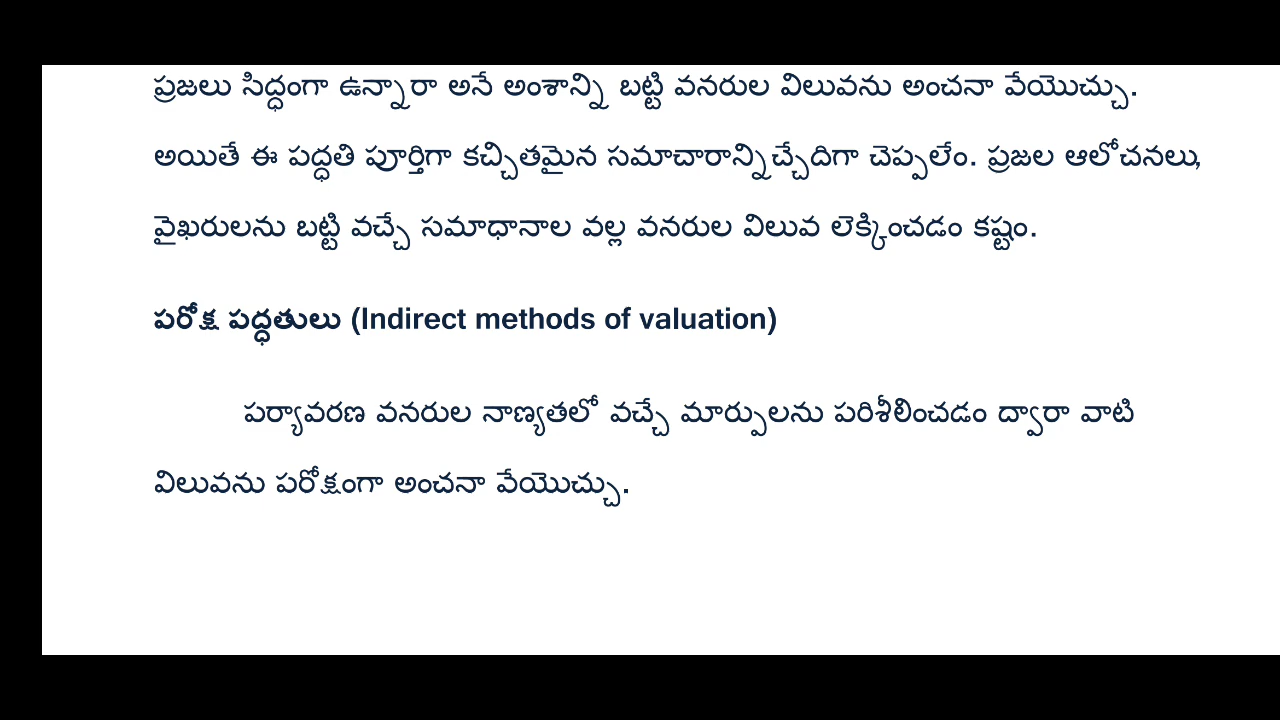 ప్రజలు సిద్ధంగా ఉన్నారా అనే అంశాన్ని బట్టి వనరుల విలువను అంచనా వేయొచ్చు.
అయితే ఈ పద్ధతి పూర్తిగా కచ్చితమైన సమాచారాన్నిచ్చేదిగా చెప్పలేం. ప్రజల ఆలోచనలు,
వైఖరులను బట్టి వచ్చే సమాధానాల వల్ల వనరుల విలువ లెక్కించడం కష్టం.
పరోక్ష పద్ధతులు (Indirect methods of valuation)
పర్యావరణ వనరుల నాణ్యతలో వచ్చే మార్పులను పరిశీలించడం ద్వారా వాటి
విలువను పరోక్షంగా అంచనా వేయొచ్చు.